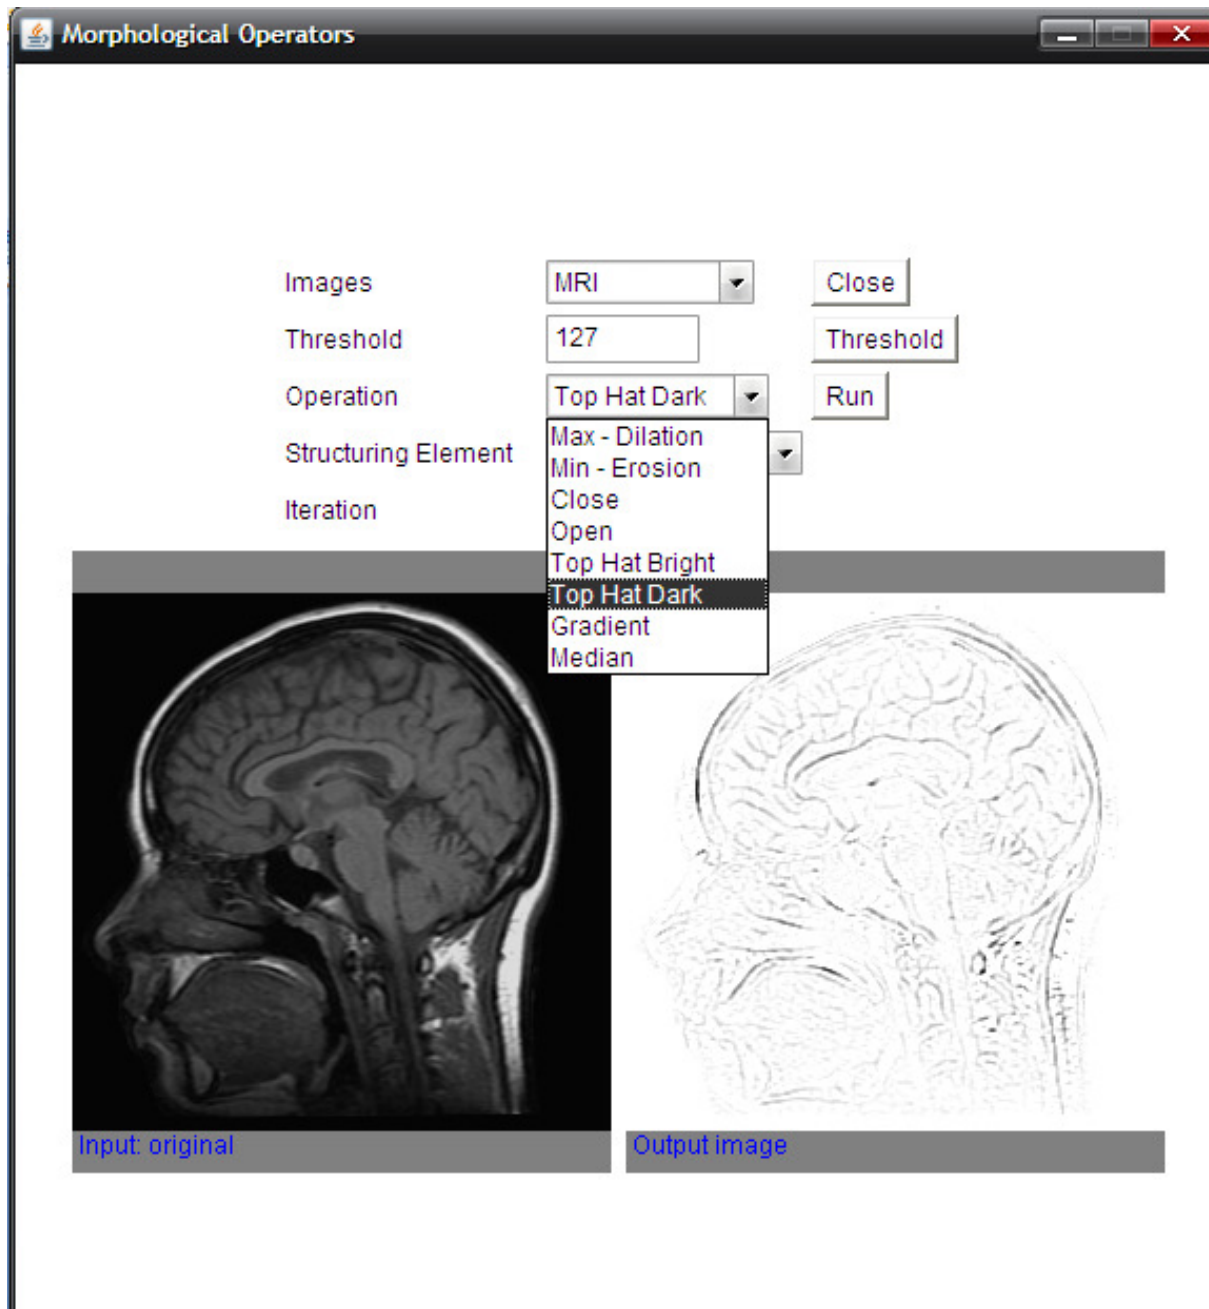 Morphological Operators
Images MRI Close
Threshold 127 Threshold
Operation Top Hat Dark Run
Structuring Element
Iteration
Max - Dilation
Min - Erosion
Close
Open
Top Hat Bright
Top Hat Dark
Gradient
Median
Input: original
Output image